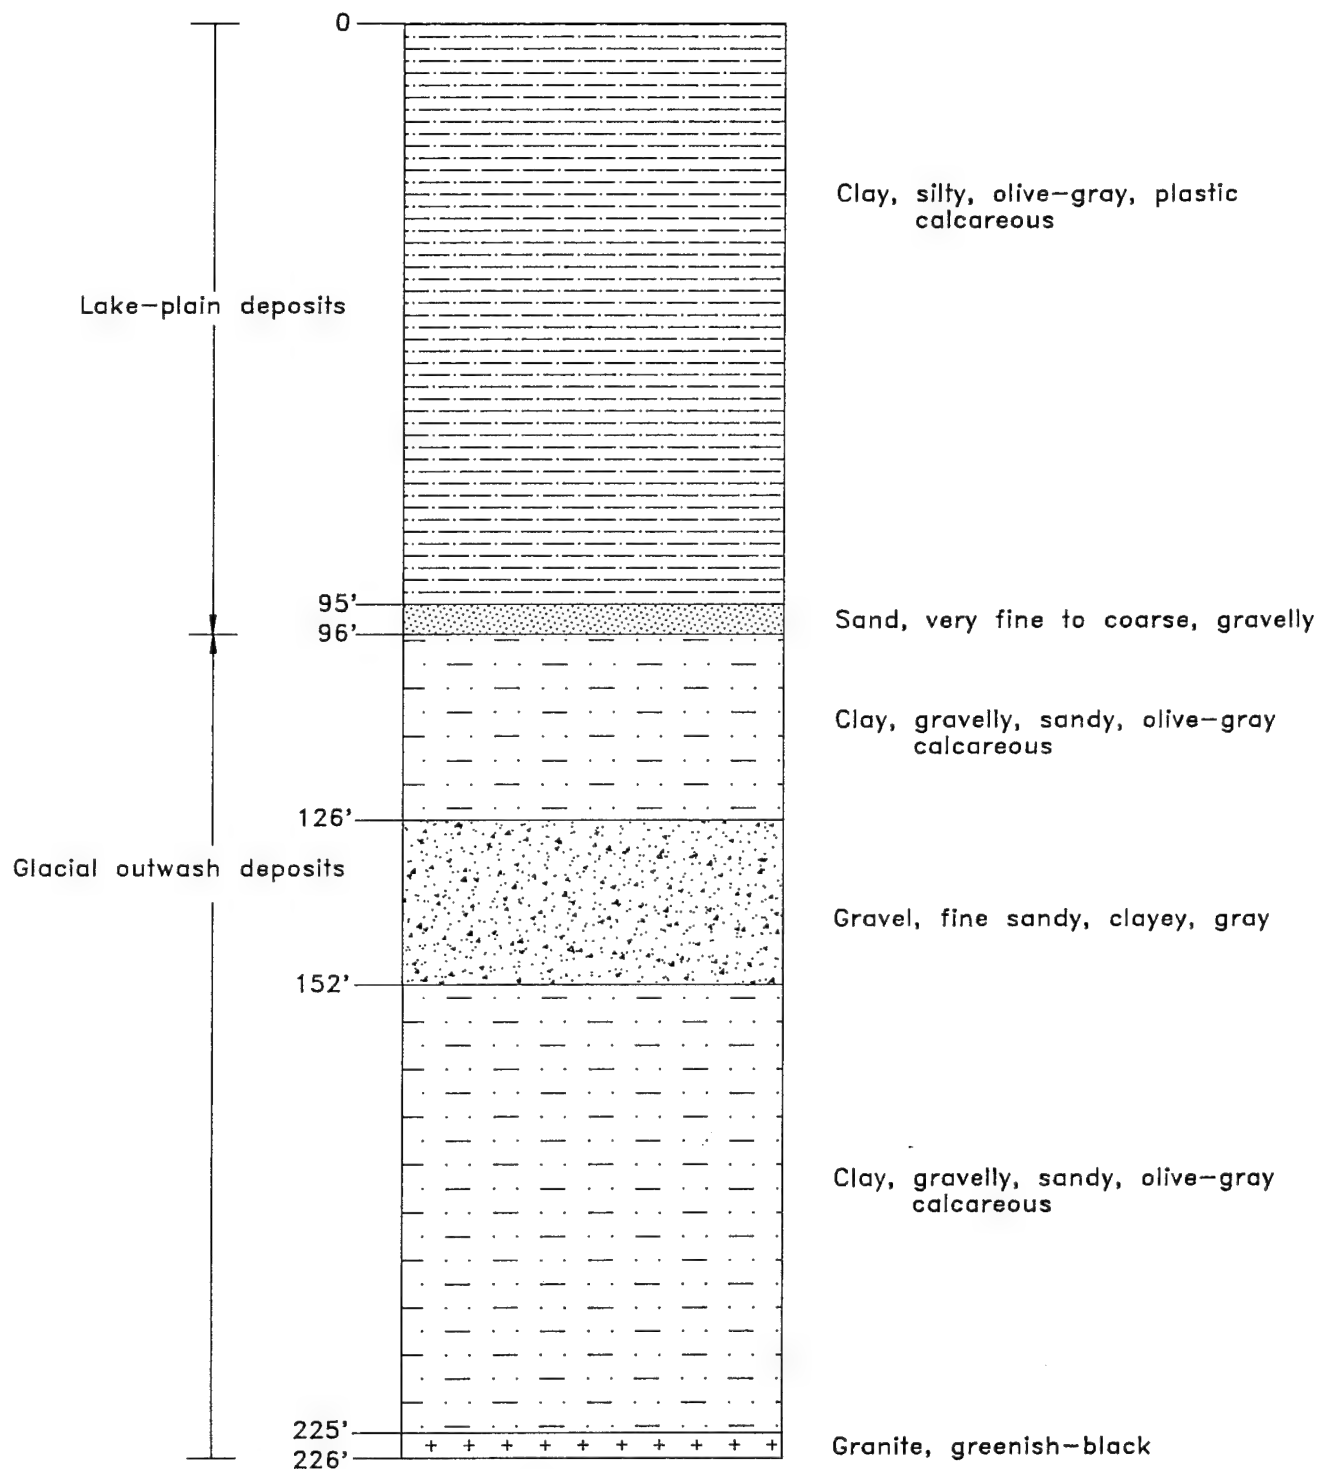 0
Clay, silty, olive-gray, plastic
calcareous
Lake-plain deposits
95'
Sand, very fine to coarse, gravelly
96'
Clay, gravelly, sandy, olive-gray
calcareous
126'
Glacial outwash deposits
Gravel, fine sandy, clayey, gray
152'
Clay, gravelly, sandy, olive-gray
calcareous
225'
Granite, greenish-black
226'